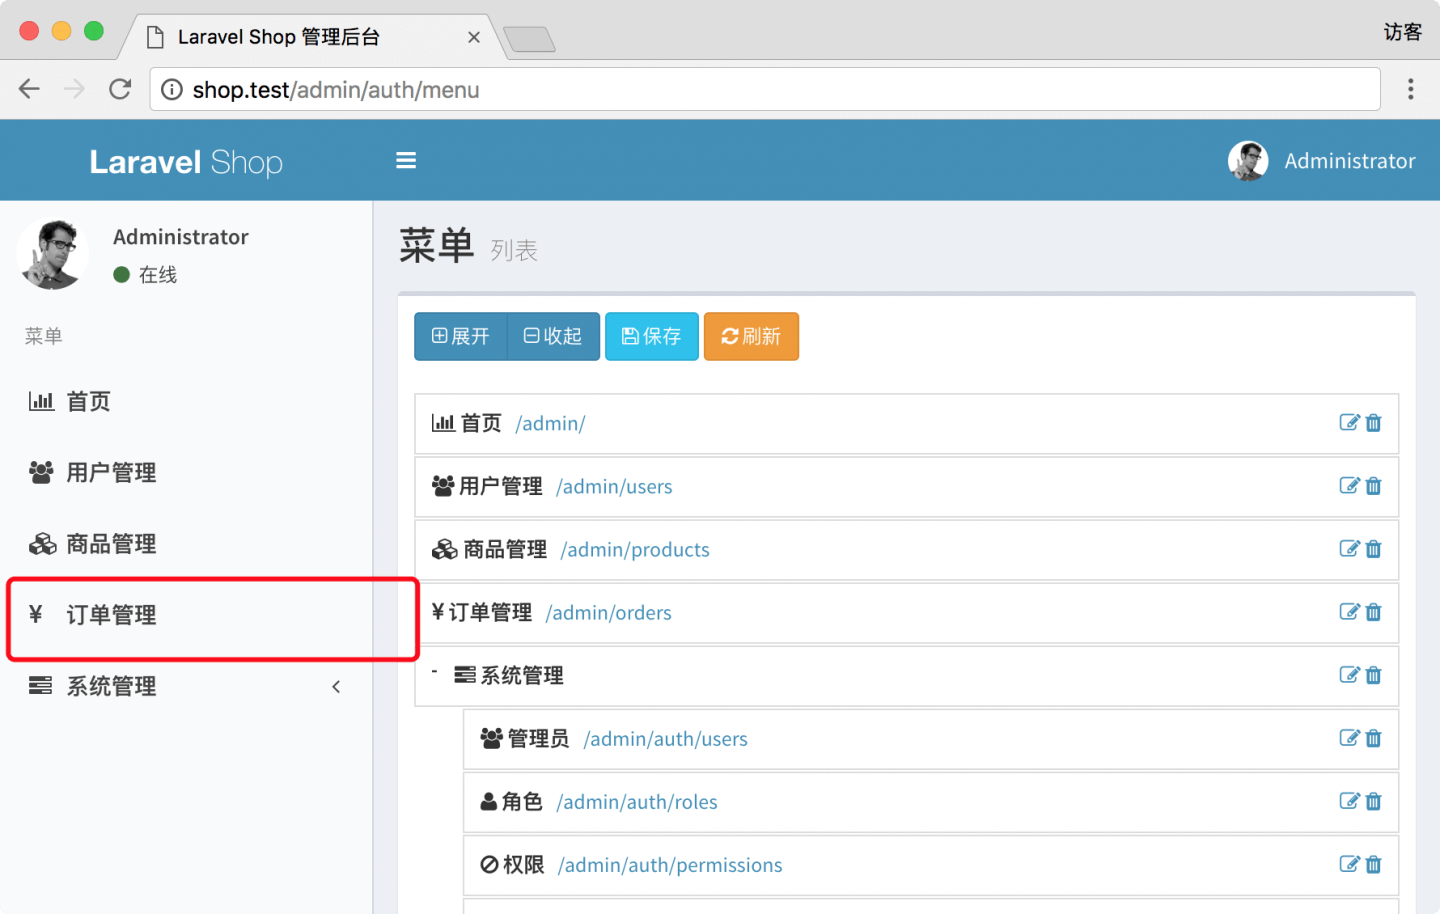 Laravel Shop 管理后台
访客
shop.test/admin/auth/menu
Laravel Shop
Administrator
Administrator
在线
菜单
首页
用户管理
商品管理
¥ 订单管理
系统管理
菜单 列表
展开 收起 保存 刷新
首页 /admin/
用户管理 /admin/users
商品管理 /admin/products
¥ 订单管理 /admin/orders
- 系统管理
管理员 /admin/auth/users
角色 /admin/auth/roles
权限 /admin/auth/permissions